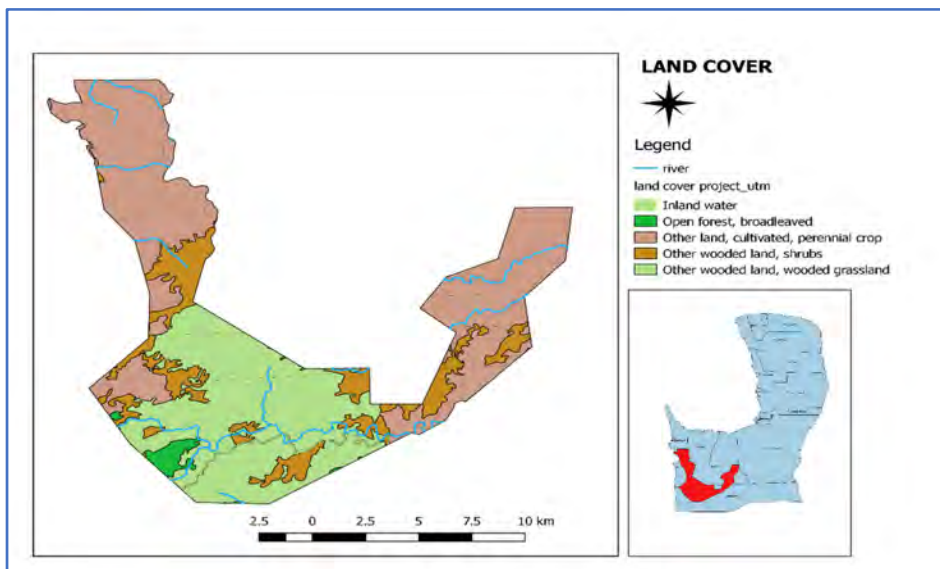 LAND COVER
Legend
river
land cover project_utm
Inland water
Open forest, broadleaved
Other land, cultivated, perennial crop
Other wooded land, shrubs
Other wooded land, wooded grassland
2.5 0 2.5 5 7.5 10 km